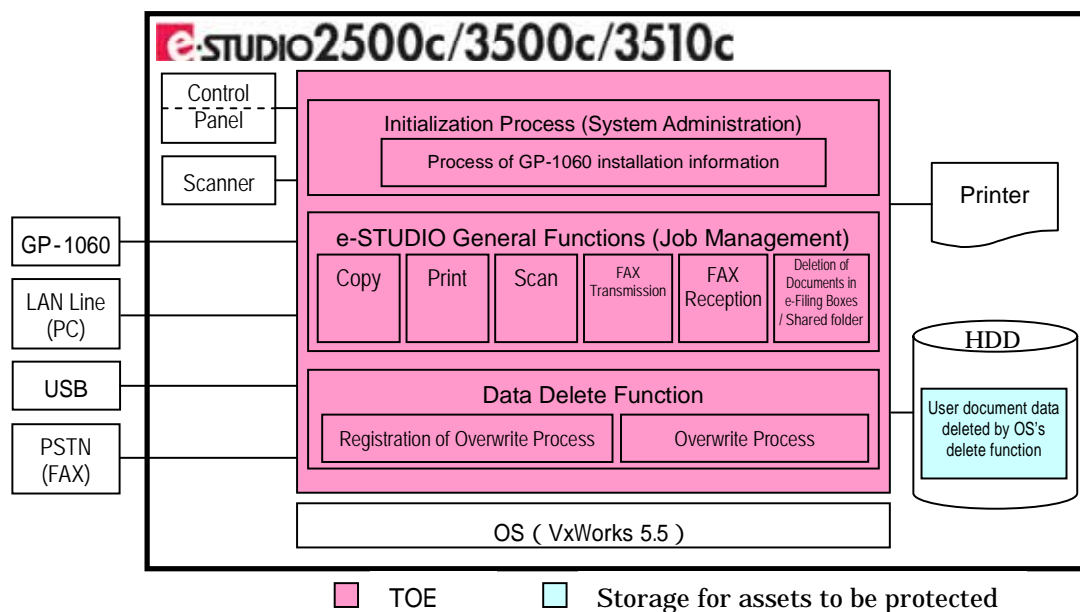 e-STUDIO2500c/3500c/3510c
Control
Panel
Scanner
GP-1060
LAN Line
(PC)
USB
PSTN
(FAX)
Initialization Process (System Administration)
Process of GP-1060 installation information
e-STUDIO General Functions (Job Management)
Copy
Print
Scan
FAX
Transmission
FAX
Reception
Deletion of
Documents in
e-Filing Boxes
/ Shared folder
Data Delete Function
Registration of Overwrite Process
Overwrite Process
OS ( VxWorks 5.5 )
Printer
HDD
User document data
deleted by OS's
delete function
TOE
Storage for assets to be protected